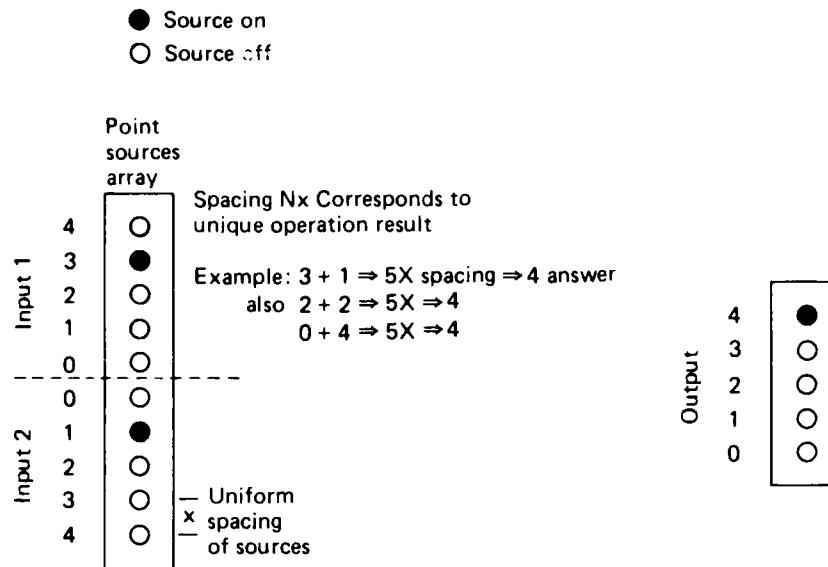 Source on
Source off
Point
sources
array
Spacing Nx Corresponds to
unique operation result
Example: 3 + 1 ⇒ 5X spacing ⇒ 4 answer
also 2 + 2 ⇒ 5X ⇒ 4
0 + 4 ⇒ 5X ⇒ 4
Input 1
4
3
2
1
0
Input 2
0
1
2
3
4
Uniform
x spacing
of sources
Output
4
3
2
1
0